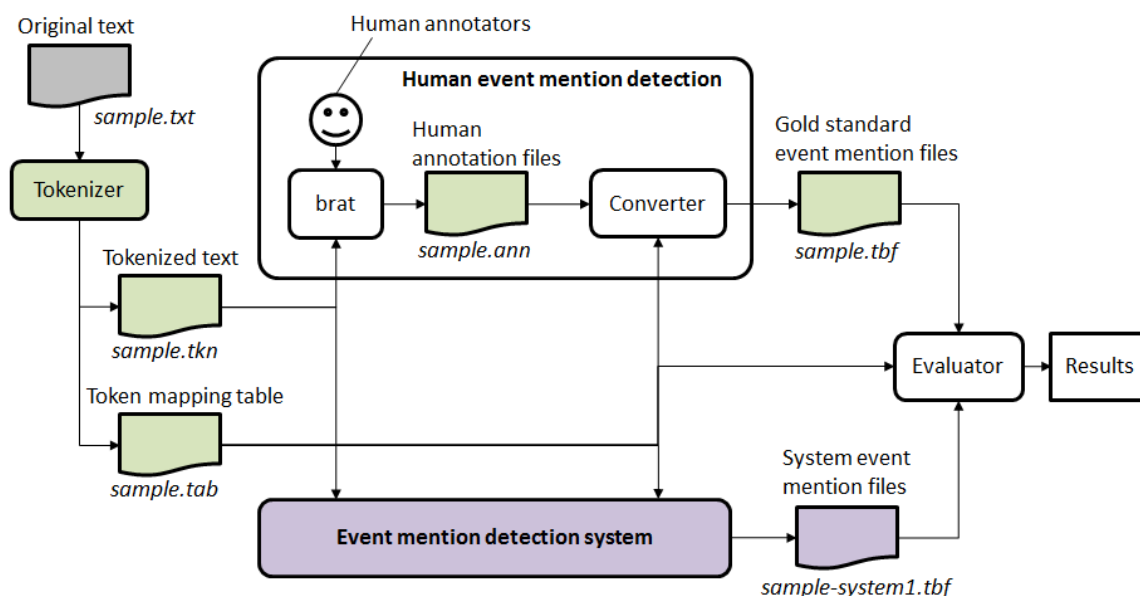 Original text
sample.txt
Tokenizer
Tokenized text
sample.tkn
Token mapping table
sample.tab
Human annotators
Human event mention detection
brat
Human
annotation files
sample.ann
Converter
Gold standard
event mention files
sample.tbf
Evaluator
Results
Event mention detection system
System event
mention files
sample-system1.tbf